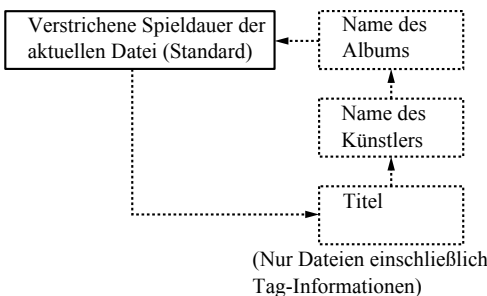 Verstrichene Spieldauer der
aktuellen Datei (Standard)
Name des
Albums
Name des
Künstlers
Titel
(Nur Dateien einschließlich
Tag-Informationen)